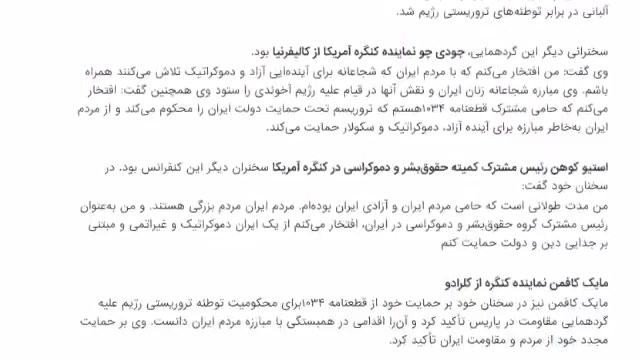 آلبانی در برابر توطئه‌های تروریستی رژیم شد.
سخنرانی دیگر این گردهمایی، جودی چو نماینده کنگره آمریکا از کالیفرنیا بود.
وی گفت: من افتخار می‌کنم که با مردم ایران که شجاعانه برای آینده‌ایی آزاد و دموکراتیک تلاش می‌کنند همراه
باشم. وی مبارزه شجاعانه زنان ایران و نقش آنها در قیام علیه رژیم آخوندی را ستود وی همچنین گفت: افتخار
می‌کنم که حامی مشترک قطعنامه ۱۰۳۴هستم که تروریسم تحت حمایت دولت ایران را محکوم می‌کند و از مردم
ایران به‌خاطر مبارزه برای آینده آزاد، دموکراتیک و سکولار حمایت می‌کند.
استیو کوهن رئیس مشترک کمیته حقوق‌بشر و دموکراسی در کنگره آمریکا سخنران دیگر این کنفرانس بود. در
سخنان خود گفت:
من مدت طولانی است که حامی مردم ایران و آزادی ایران بوده‌ام. مردم ایران مردم بزرگی هستند. و من به‌عنوان
رئیس مشترک گروه حقوق‌بشر و دموکراسی در ایران، افتخار می‌کنم از یک ایران دموکراتیک و غیراتمی و مبتنی
بر جدایی دین و دولت حمایت کنم
مایک کافمن نماینده کنگره از کلرادو
مایک کافمن نیز در سخنان خود بر حمایت خود از قطعنامه ۱۰۳۴برای محکومیت توطئه تروریستی رژیم علیه
گردهمایی مقاومت در پاریس تأکید کرد و آن‌را اقدامی در همبستگی با مبارزه مردم ایران دانست. وی بر حمایت
مجدد خود از مردم و مقاومت ایران تأکید کرد.